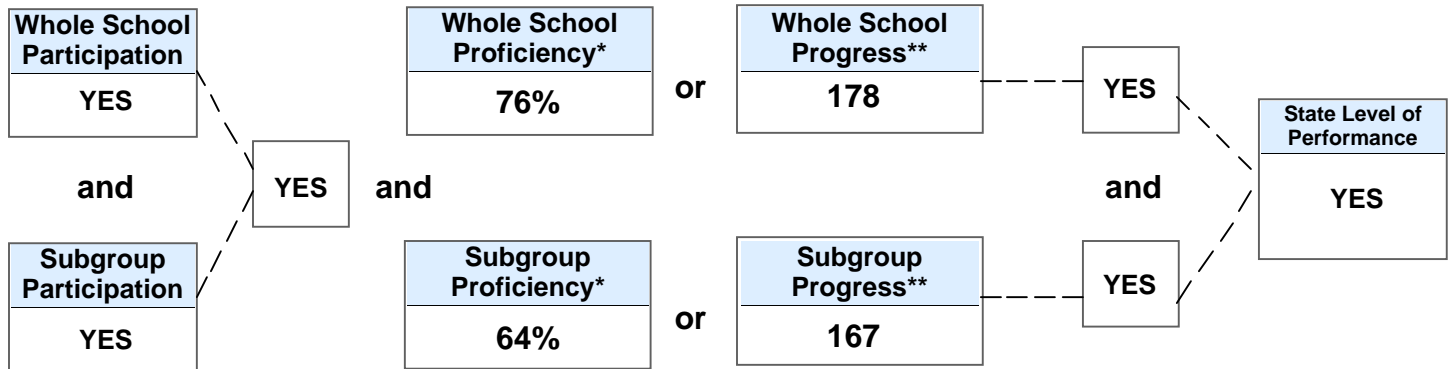 Whole School
Participation
YES
and
Subgroup
Participation
YES
YES
and
Whole School
Proficiency*
76%
or
Whole School
Progress**
178
YES
Subgroup
Proficiency*
64%
or
Subgroup
Progress**
167
YES
and
State Level of
Performance
YES